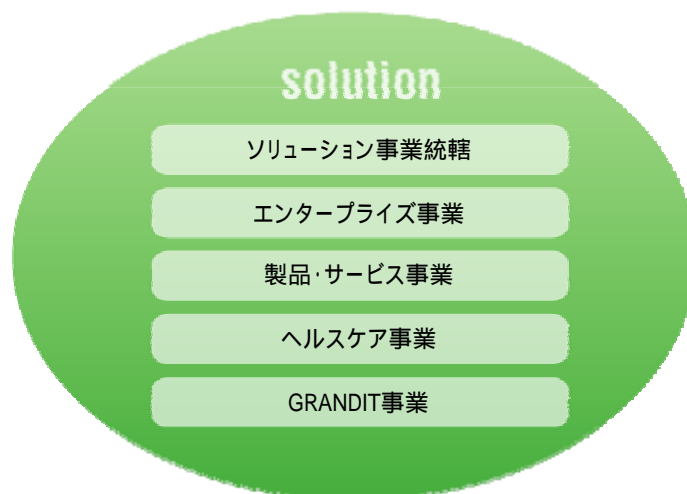 solution
ソリューション事業統轄
エンタープライズ事業
製品・サービス事業
ヘルスケア事業
GRANDIT事業